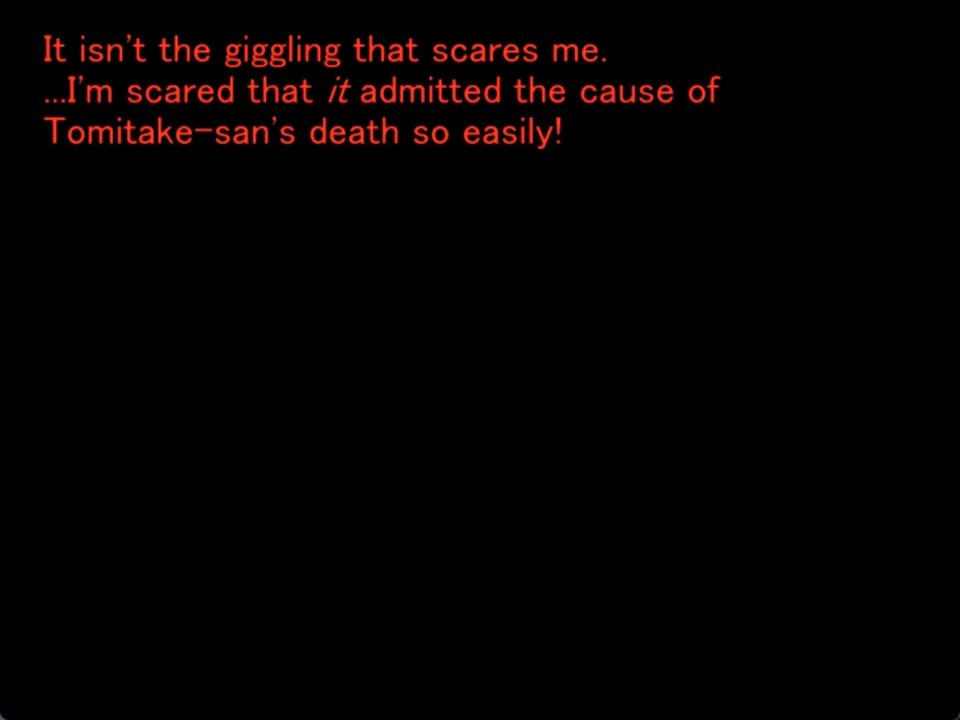 It isn't the giggling that scares me.
...I'm scared that it admitted the cause of
Tomitake-san's death so easily!